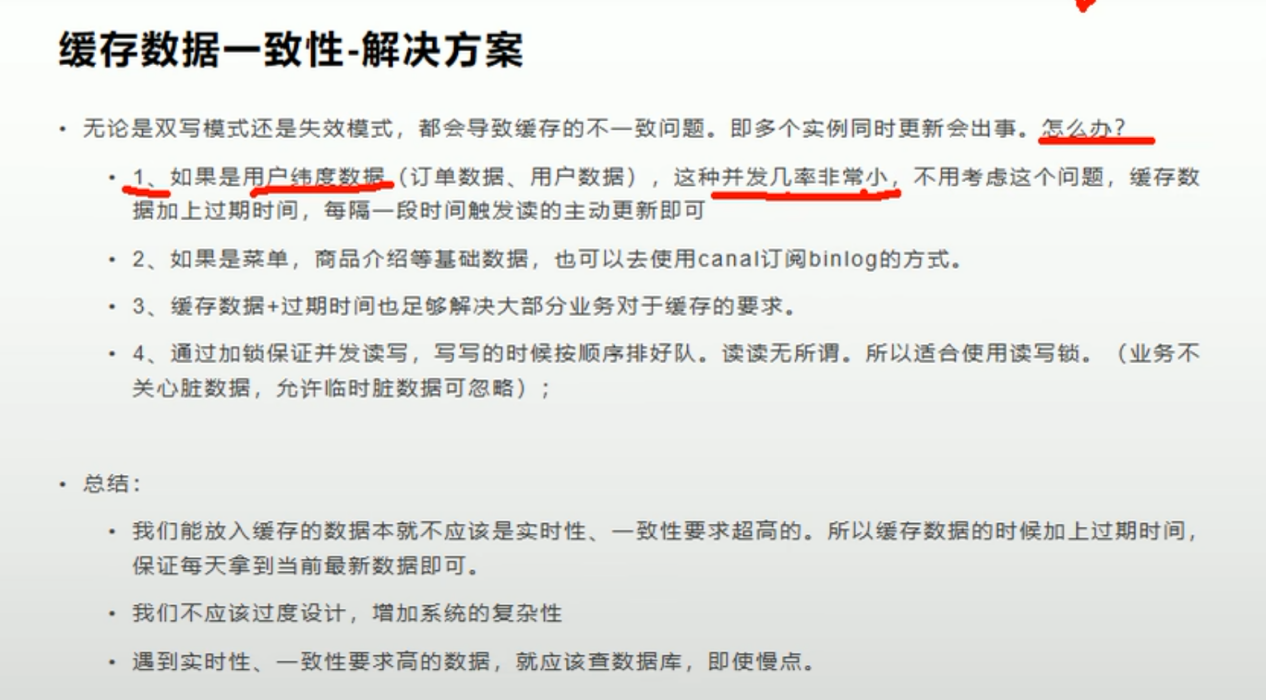 缓存数据一致性-解决方案
• 无论是双写模式还是失效模式，都会导致缓存的不一致问题。即多个实例同时更新会出事。怎么办？
• 1、如果是用户纬度数据（订单数据、用户数据），这种并发几率非常小，不用考虑这个问题，缓存数
据加上过期时间，每隔一段时间触发读的主动更新即可
• 2、如果是菜单，商品介绍等基础数据，也可以去使用canal订阅binlog的方式。
• 3、缓存数据+过期时间也足够解决大部分业务对于缓存的要求。
• 4、通过加锁保证并发读写，写写的时候按顺序排好队。读读无所谓。所以适合使用读写锁。（业务不
关心脏数据，允许临时脏数据可忽略）；
• 总结：
• 我们能放入缓存的数据本就不应该是实时性、一致性要求超高的。所以缓存数据的时候加上过期时间，
保证每天拿到当前最新数据即可。
• 我们不应该过度设计，增加系统的复杂性
• 遇到实时性、一致性要求高的数据，就应该查数据库，即使慢点。